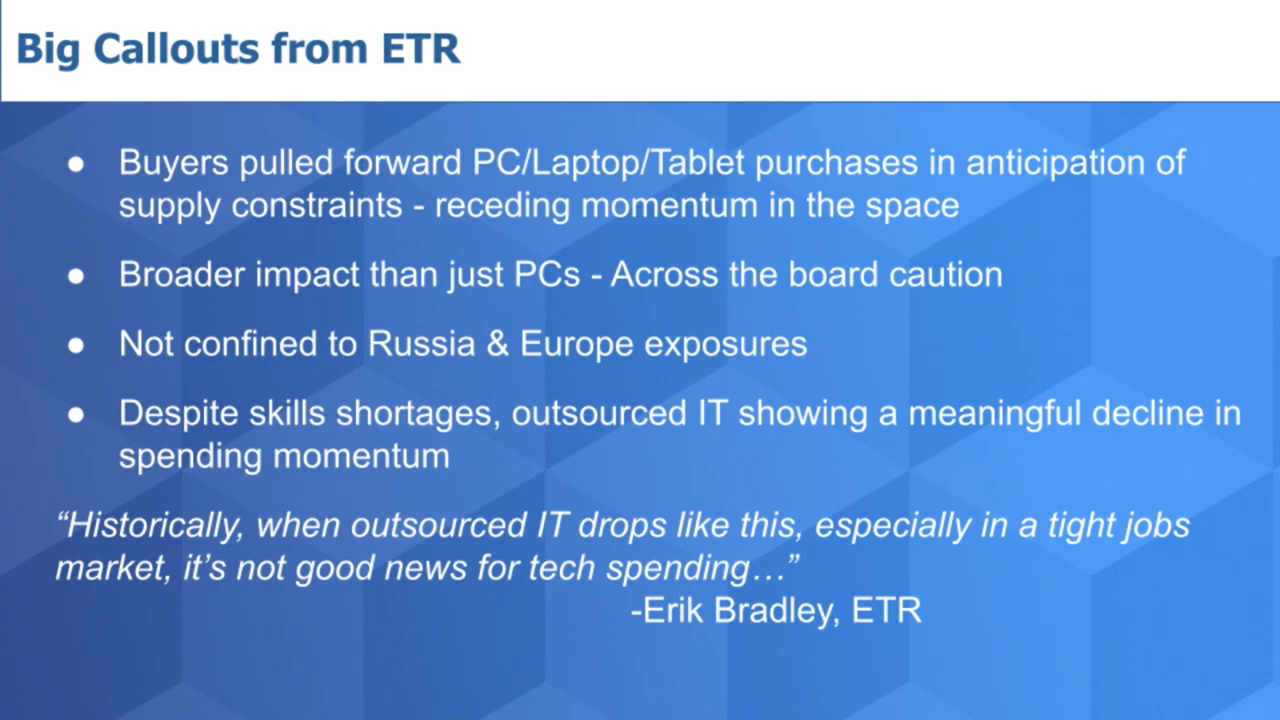 Big Callouts from ETR
● Buyers pulled forward PC/Laptop/Tablet purchases in anticipation of
supply constraints - receding momentum in the space
● Broader impact than just PCs - Across the board caution
● Not confined to Russia & Europe exposures
● Despite skills shortages, outsourced IT showing a meaningful decline in
spending momentum
“Historically, when outsourced IT drops like this, especially in a tight jobs
market, it’s not good news for tech spending…”
-Erik Bradley, ETR